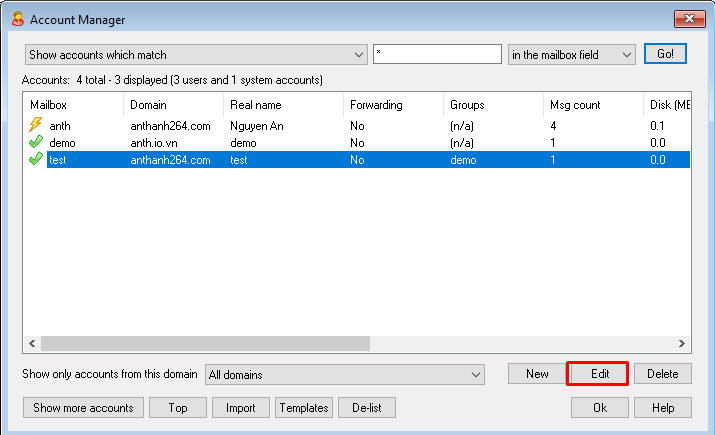 Account Manager
Show accounts which match * in the mailbox field Go!
Accounts: 4 total - 3 displayed (3 users and 1 system accounts)
Mailbox Domain Real name Forwarding Groups Msg count Disk (ME
anth anthanh264.com Nguyen An No (n/a) 4 0.1
demo anth.io.vn demo No (n/a) 1 0.0
test anthanh264.com test No demo 1 0.0
Show only accounts from this domain All domains New Edit Delete
Show more accounts Top Import Templates De-list Ok Help